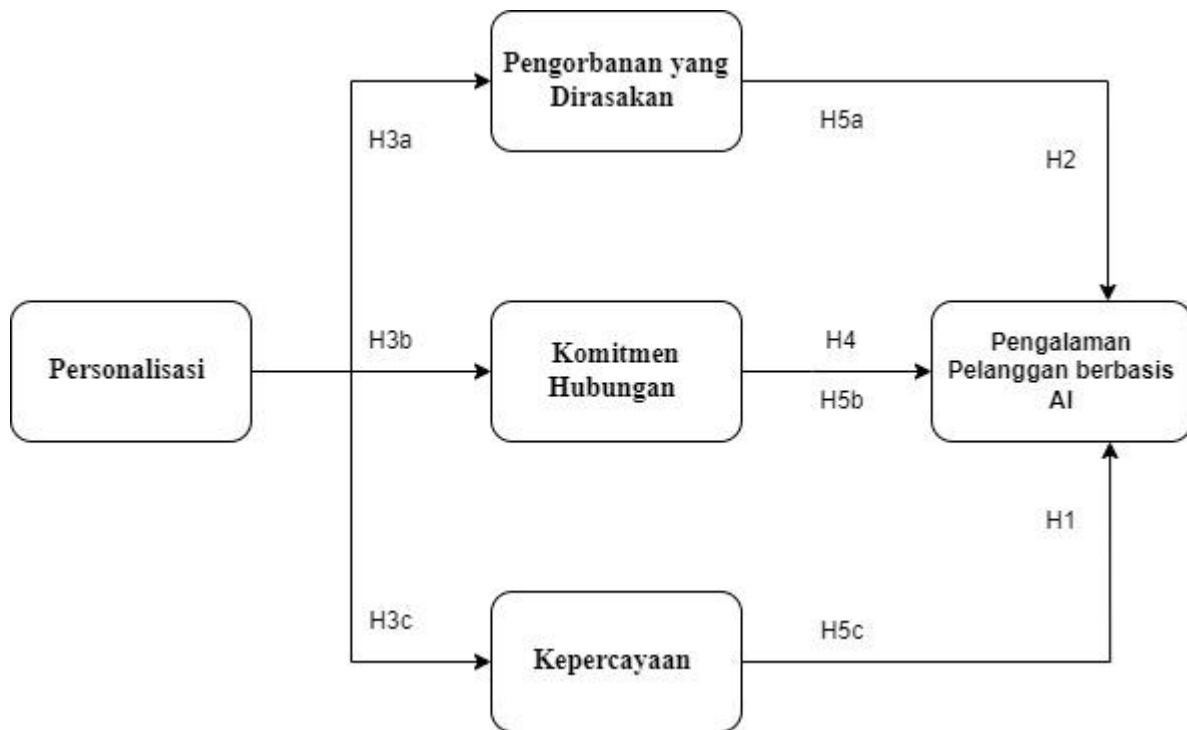 Pengorbanan yang
Dirasakan
H3a
H5a
H2
Personalisasi
H3b
Komitmen
Hubungan
H4
H5b
Pengalaman
Pelanggan berbasis
AI
H1
H3c
Kepercayaan
H5c